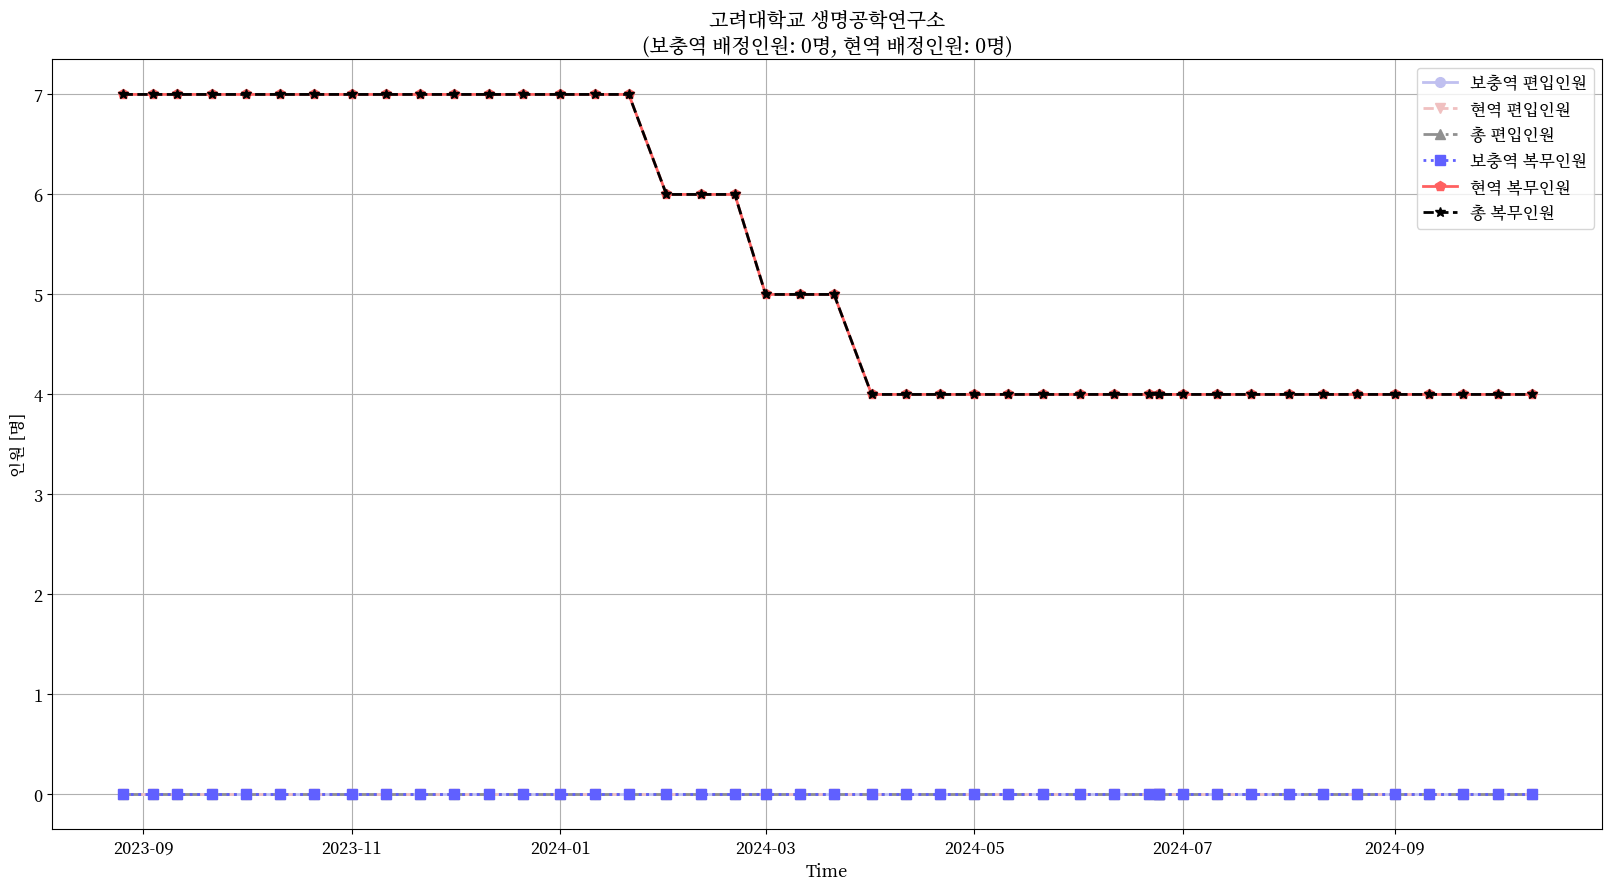 고려대학교 생명공학연구소
(보충역 배정인원: 0명, 현역 배정인원: 0명)
보충역 편입인원
현역 편입인원
총 편입인원
보충역 복무인원
현역 복무인원
총 복무인원
인원 [명]
7
6
5
4
3
2
1
0
2023-09
2023-11
2024-01
2024-03
2024-05
2024-07
2024-09
Time